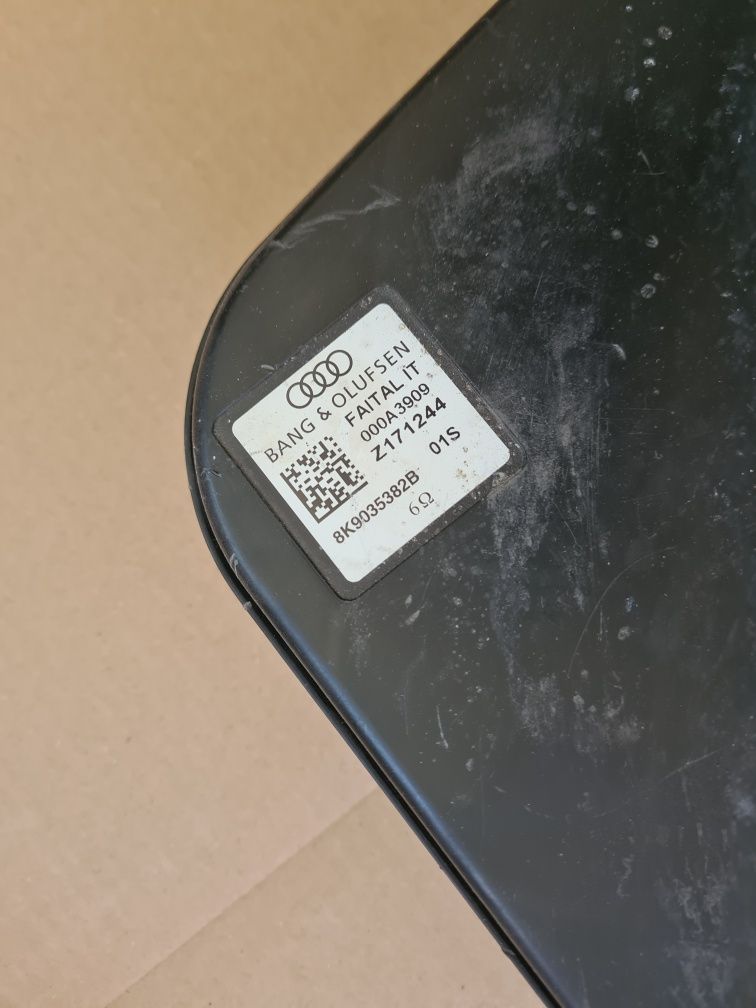 BANG & OLUFSEN
FAITAL IT
000A3909
Z171244
01S
8K9035382B
6Ω